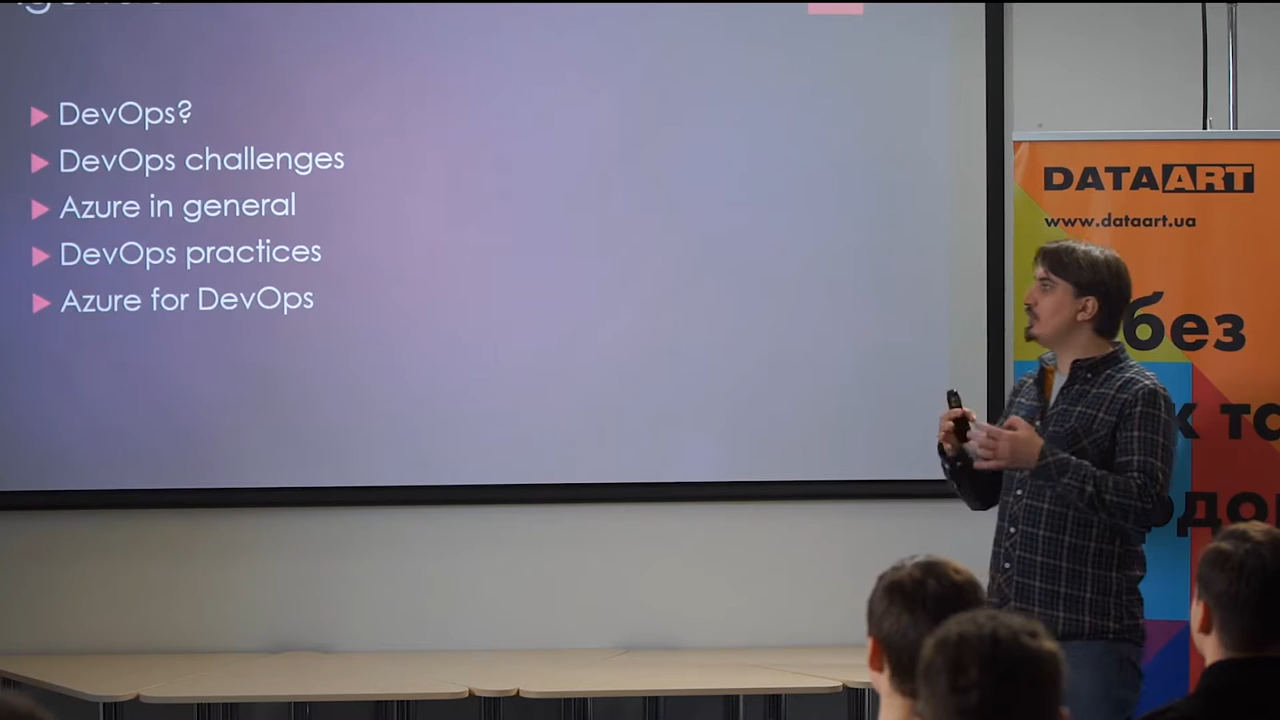 DevOps?
DevOps challenges
Azure in general
DevOps practices
Azure for DevOps
DATAART
www.dataart.ua
без